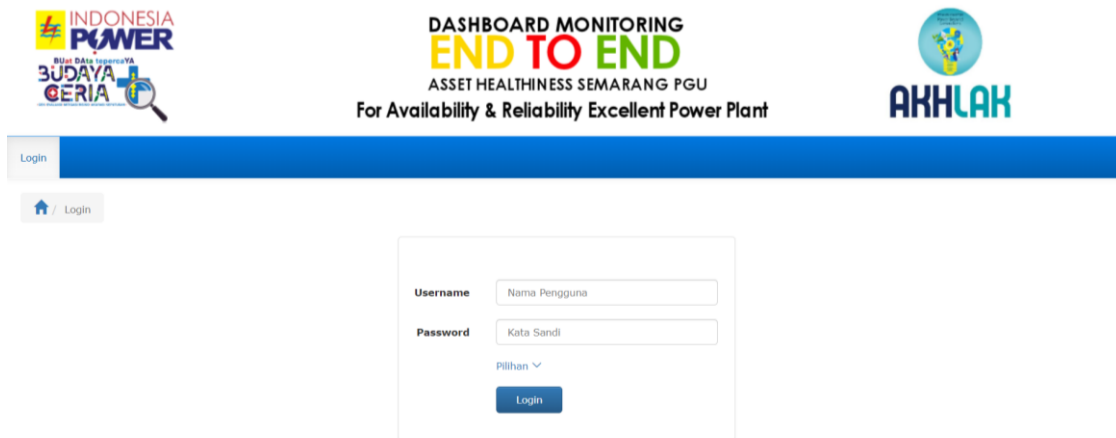 INDONESIA
POWER
BUat DAta tepercaYA
BUDAYA
CERIA
DASHBOARD MONITORING
END TO END
ASSET HEALTHINESS SEMARANG PGU
For Availability & Reliability Excellent Power Plant
AKHLAK
Login
/ Login
Username
Nama Pengguna
Password
Kata Sandi
Pilihan
Login